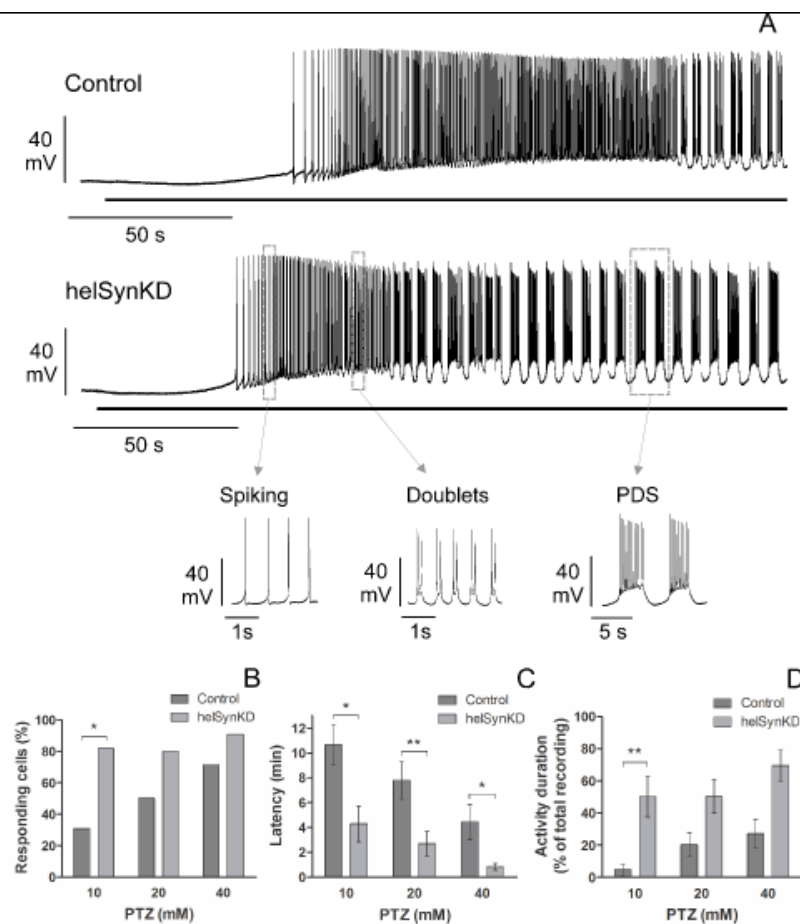 A
Control
40
mV
50 s
helSynKD
40
mV
50 s
Spiking
Doublets
PDS
40
mV
1s
40
mV
1s
40
mV
5 s
B
Control
helSynKD
*
Responding cells (%)
100
80
60
40
20
0
10 20 40
PTZ (mM)
C
Control
helSynKD
*
**
*
Latency (min)
12
10
8
6
4
2
0
10 20 40
PTZ (mM)
D
Control
helSynKD
**
Activity duration
(% of total recording)
100
80
60
40
20
0
10 20 40
PTZ (mM)